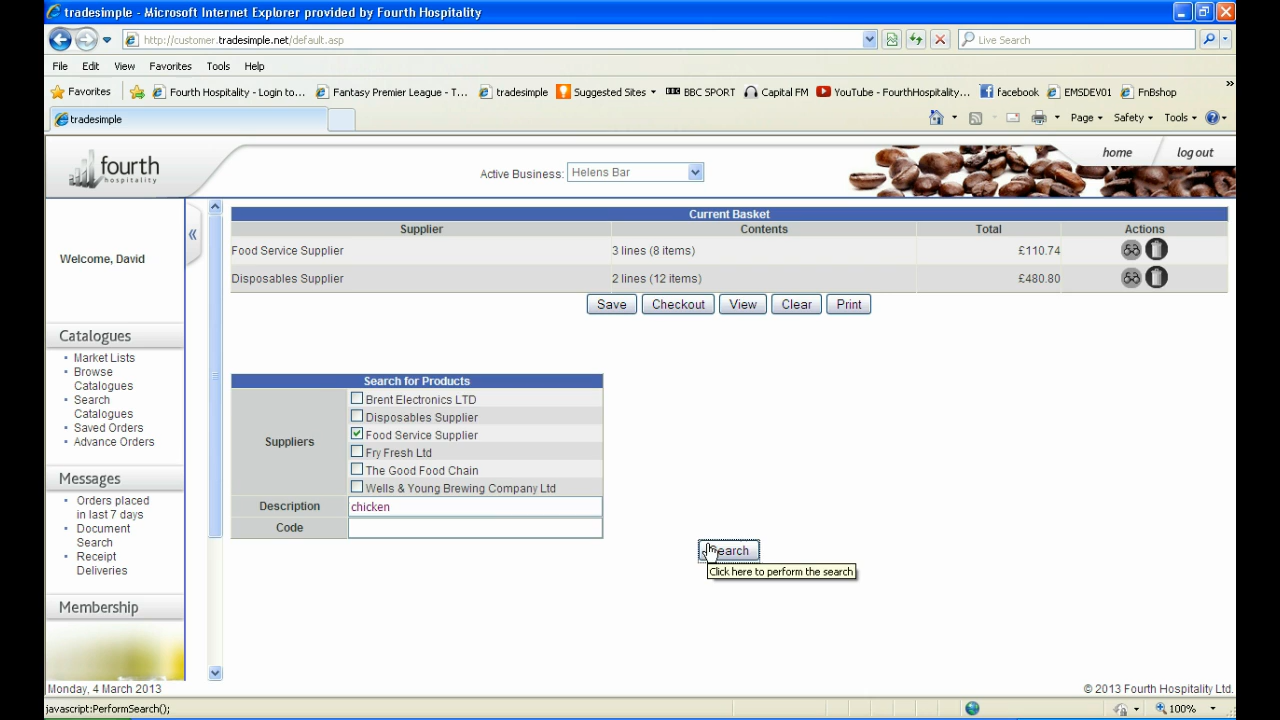 tradesimple - Microsoft Internet Explorer provided by Fourth Hospitality
http://customer.tradesimple.net/default.asp
Live Search
File Edit View Favorites Tools Help
Favorites Fourth Hospitality - Login to... Fantasy Premier League - T... tradesimple Suggested Sites BBC SPORT Capital FM YouTube - FourthHospitality... facebook EMSDEV01 FnBshop
tradesimple
Page Safety Tools
fourth
hospitality
Active Business: Helens Bar
home log out
Welcome, David
Catalogues
Market Lists
Browse
Catalogues
Search
Catalogues
Saved Orders
Advance Orders
Messages
Orders placed
in last 7 days
Document
Search
Receipt
Deliveries
Membership
Current Basket
Supplier Contents Total Actions
Food Service Supplier 3 lines (8 items) £110.74
Disposables Supplier 2 lines (12 items) £480.80
Save Checkout View Clear Print
Search for Products
Suppliers
Brent Electronics LTD
Disposables Supplier
Food Service Supplier
Fry Fresh Ltd
The Good Food Chain
Wells & Young Brewing Company Ltd
Description chicken
Code
Search
Click here to perform the search
Monday, 4 March 2013
© 2013 Fourth Hospitality Ltd.
javascript:PerformSearch();
100%